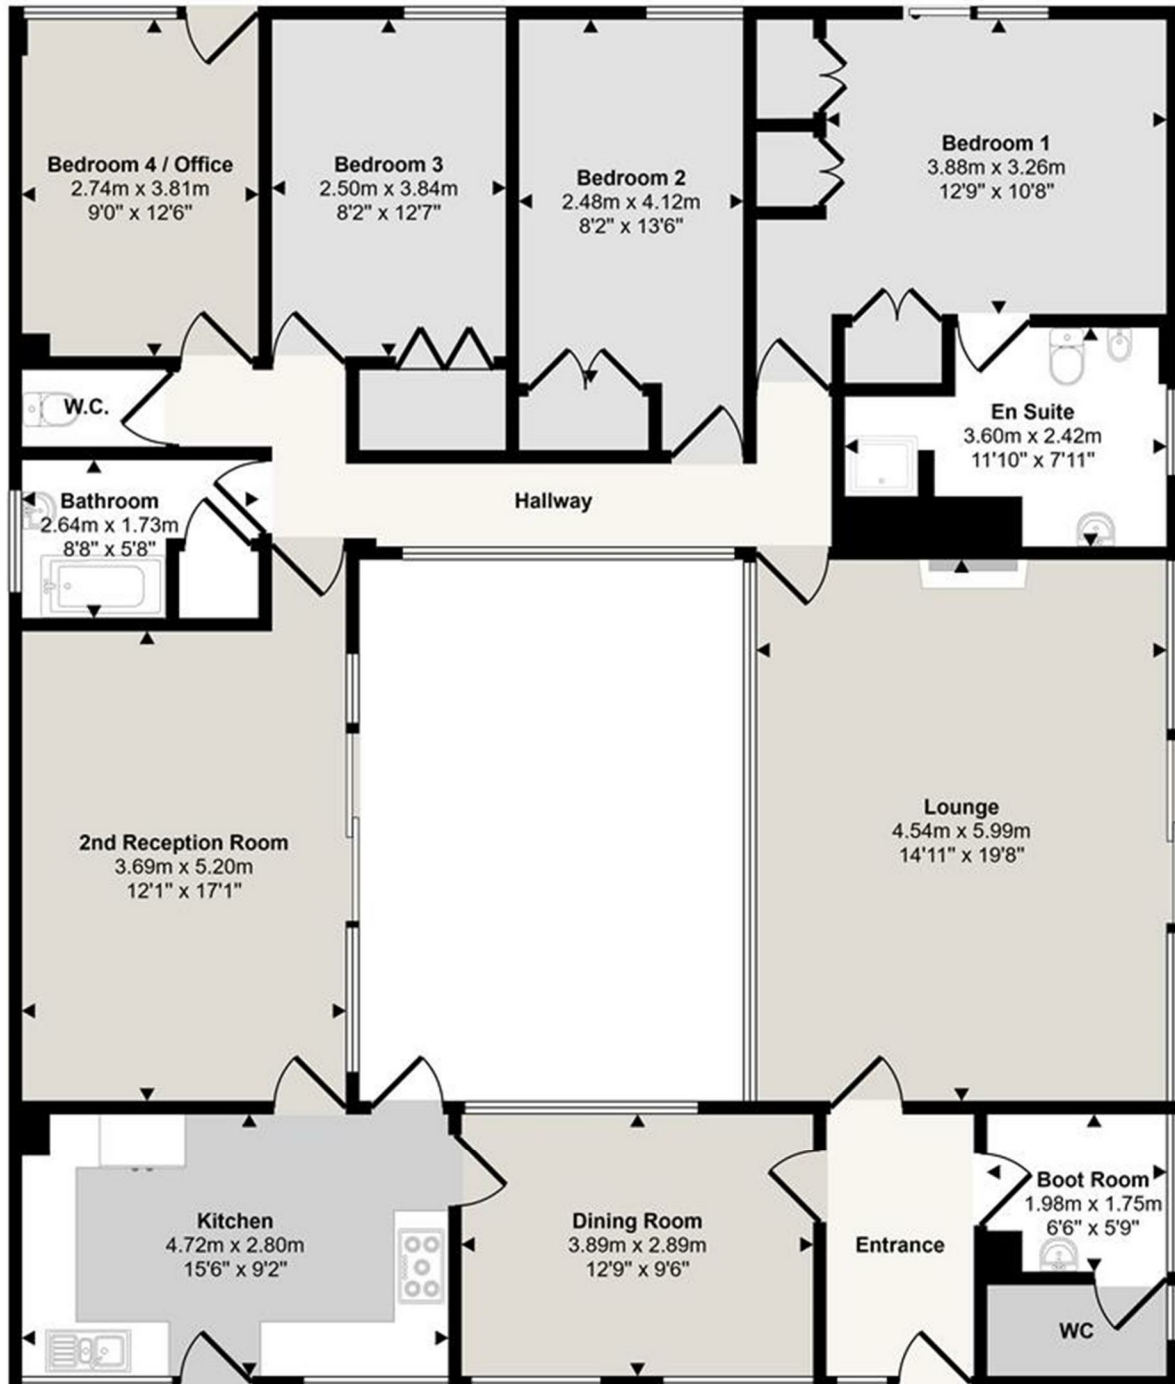 Bedroom 4 / Office
2.74m x 3.81m
9'0" x 12'6"
Bedroom 3
2.50m x 3.84m
8'2" x 12'7"
Bedroom 2
2.48m x 4.12m
8'2" x 13'6"
Bedroom 1
3.88m x 3.26m
12'9" x 10'8"
W.C.
En Suite
3.60m x 2.42m
11'10" x 7'11"
Bathroom
2.64m x 1.73m
8'8" x 5'8"
Hallway
2nd Reception Room
3.69m x 5.20m
12'1" x 17'1"
Lounge
4.54m x 5.99m
14'11" x 19'8"
Kitchen
4.72m x 2.80m
15'6" x 9'2"
Dining Room
3.89m x 2.89m
12'9" x 9'6"
Entrance
Boot Room
1.98m x 1.75m
6'6" x 5'9"
WC